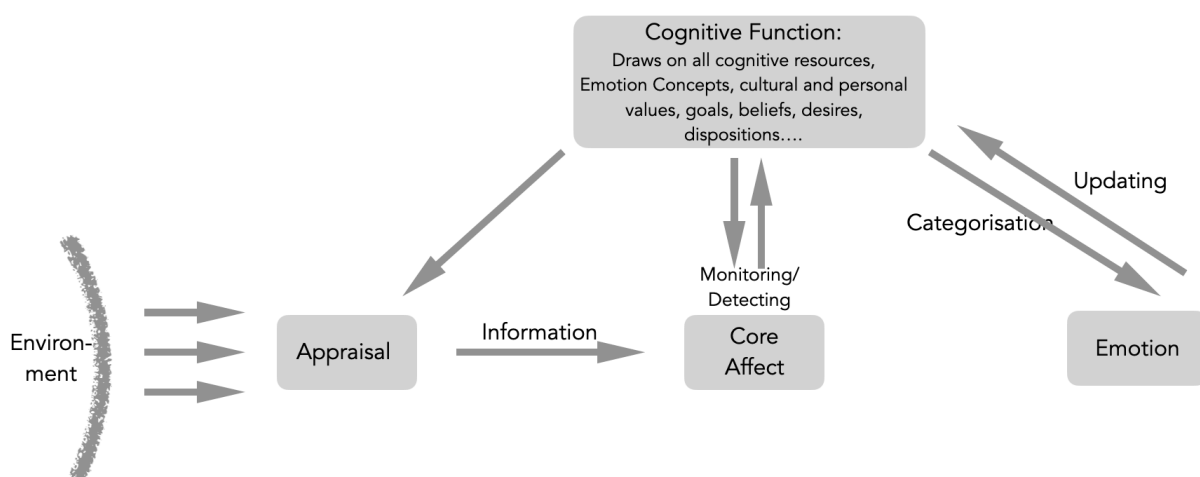 Cognitive Function:
Draws on all cognitive resources,
Emotion Concepts, cultural and personal
values, goals, beliefs, desires,
dispositions....
Updating
Categorisation
Monitoring/
Detecting
Environ-
ment
Appraisal
Information
Core
Affect
Emotion